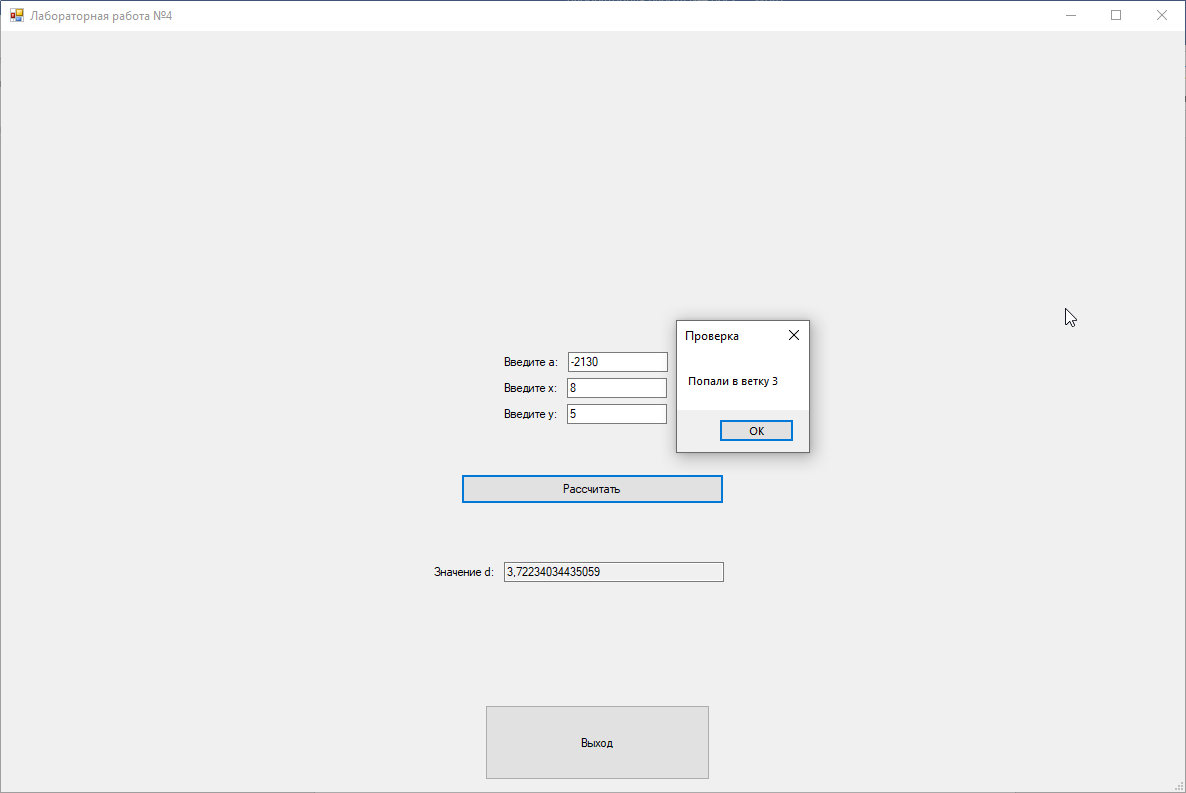 Лабораторная работа №4
Проверка
Введите a: -2130
Попали в ветку 3
Введите x: 8
Введите y: 5
OK
Рассчитать
Значение d: 3,72234034435059
Выход